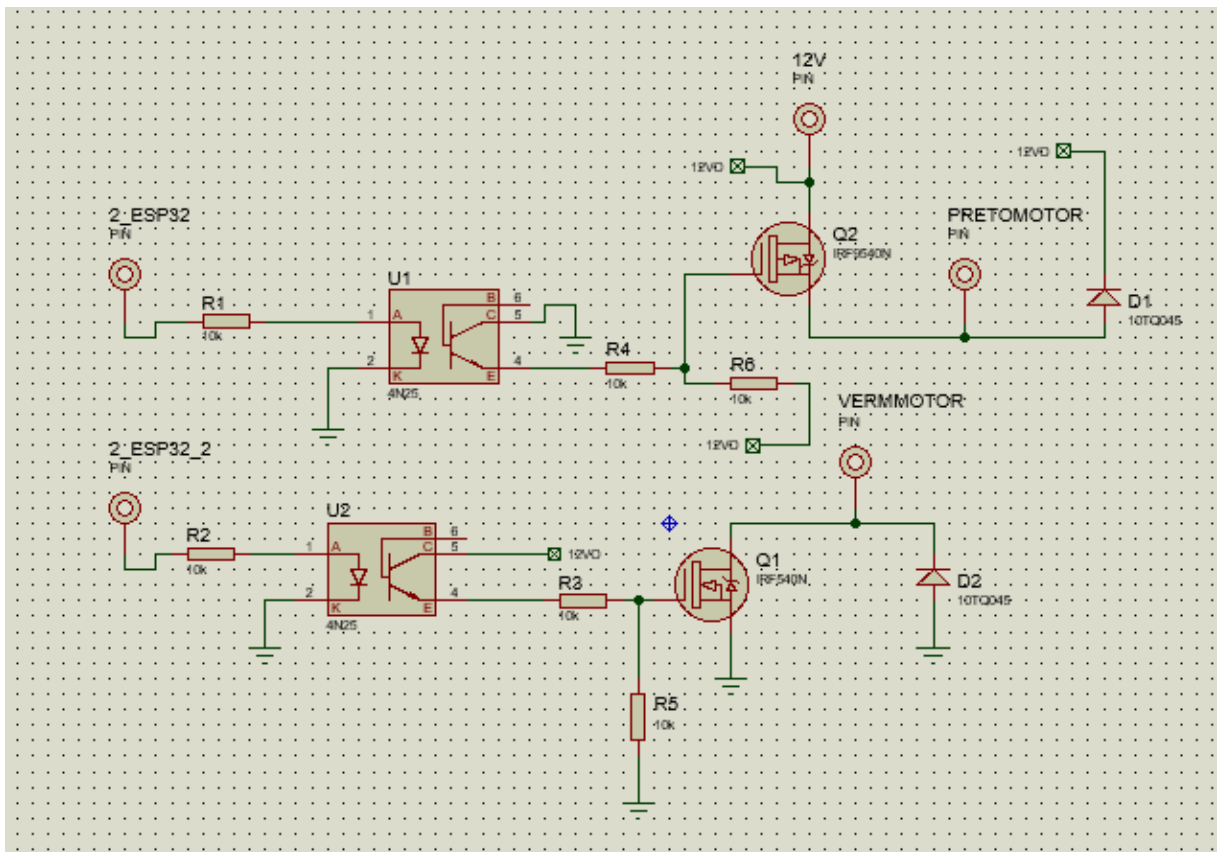 12V
PIN
12VO
12VO
2_ESP32
PIN
PRETOMOTOR
PIN
Q2
IRF9540N
U1
R1
10k
1
A
B
6
C
5
D1
10TQ045
2
K
E
4
4N25
R4
10k
R6
10k
VERMMOTOR
PIN
12VO
2_ESP32_2
PIN
U2
R2
10k
1
A
B
6
C
5
12VO
Q1
IRF540N
2
K
E
4
4N25
R3
10k
D2
10TQ045
R5
10k